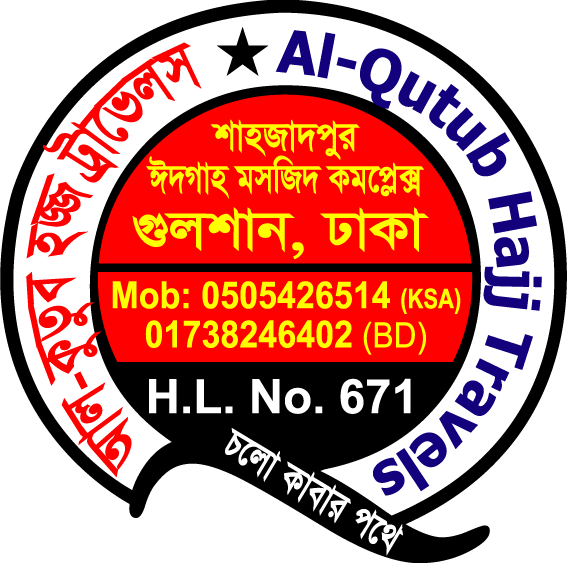 আল-কুতুব হজ্জ ট্রাভেলস
Al-Qutub Hajj Travels
শাহজাদপুর
ঈদগাহ মসজিদ কমপ্লেক্স
গুলশান, ঢাকা
Mob: 0505426514 (KSA)
01738246402 (BD)
H.L. No. 671
চলো কাবার পথে